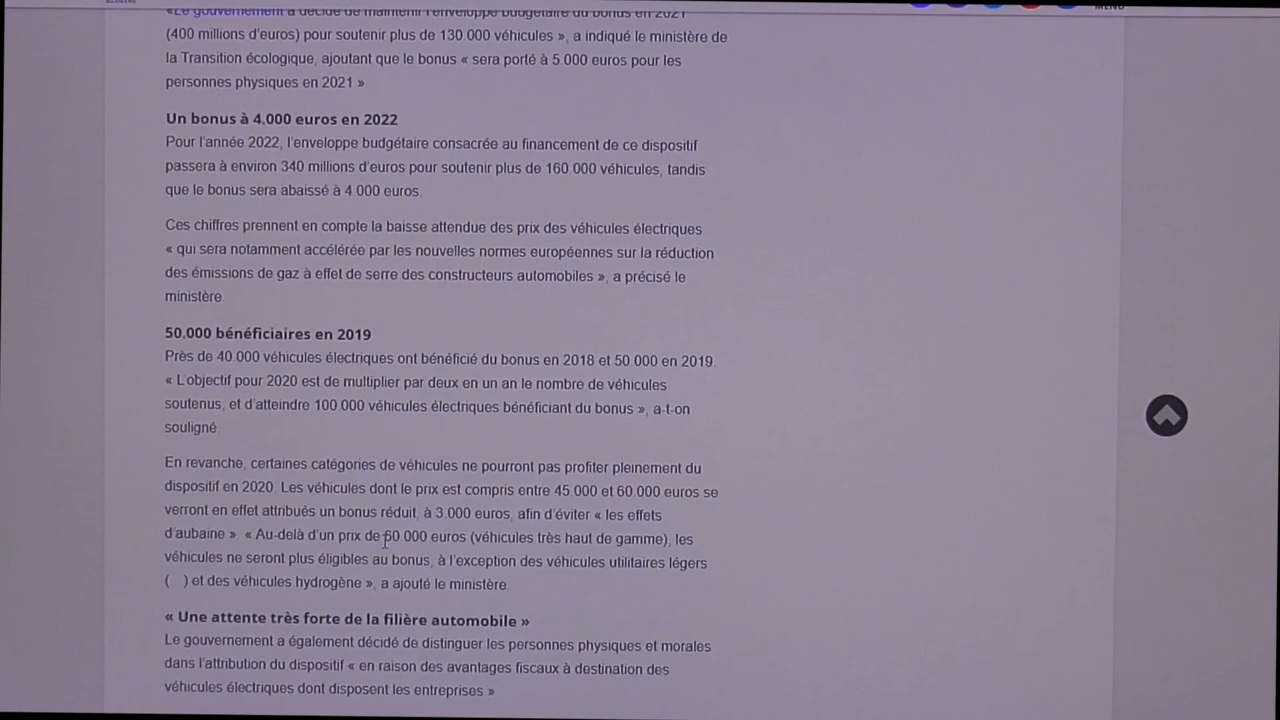 «Le gouvernement a décidé de maintenir l'enveloppe budgétaire du bonus en 2021
(400 millions d'euros) pour soutenir plus de 130.000 véhicules », a indiqué le ministère de
la Transition écologique, ajoutant que le bonus « sera porté à 5.000 euros pour les
personnes physiques en 2021 »
Un bonus à 4.000 euros en 2022
Pour l'année 2022, l'enveloppe budgétaire consacrée au financement de ce dispositif
passera à environ 340 millions d'euros pour soutenir plus de 160.000 véhicules, tandis
que le bonus sera abaissé à 4.000 euros.
Ces chiffres prennent en compte la baisse attendue des prix des véhicules électriques
« qui sera notamment accélérée par les nouvelles normes européennes sur la réduction
des émissions de gaz à effet de serre des constructeurs automobiles », a précisé le
ministère.
50.000 bénéficiaires en 2019
Près de 40.000 véhicules électriques ont bénéficié du bonus en 2018 et 50.000 en 2019.
« L'objectif pour 2020 est de multiplier par deux en un an le nombre de véhicules
soutenus, et d'atteindre 100.000 véhicules électriques bénéficiant du bonus », a-t-on
souligné.
En revanche, certaines catégories de véhicules ne pourront pas profiter pleinement du
dispositif en 2020. Les véhicules dont le prix est compris entre 45.000 et 60.000 euros se
verront en effet attribués un bonus réduit, à 3.000 euros, afin d'éviter « les effets
d'aubaine ». « Au-delà d'un prix de 60.000 euros (véhicules très haut de gamme), les
véhicules ne seront plus éligibles au bonus, à l'exception des véhicules utilitaires légers
( ) et des véhicules hydrogène », a ajouté le ministère.
« Une attente très forte de la filière automobile »
Le gouvernement a également décidé de distinguer les personnes physiques et morales
dans l'attribution du dispositif « en raison des avantages fiscaux à destination des
véhicules électriques dont disposent les entreprises »